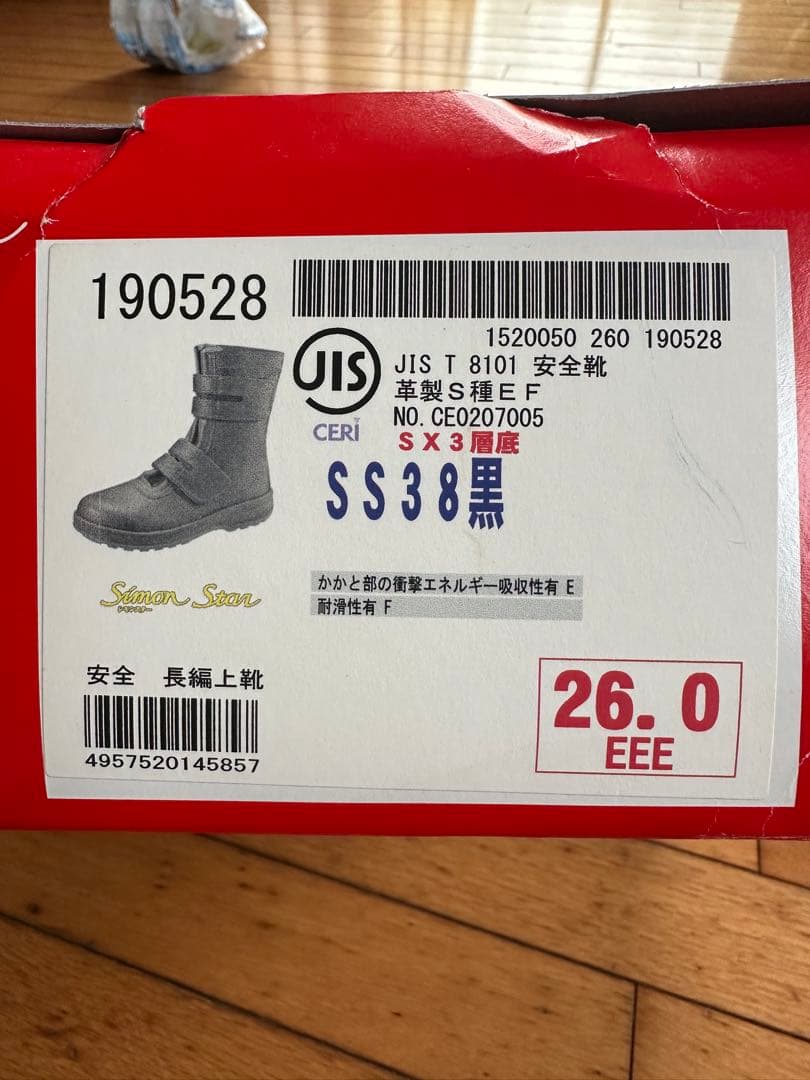 190528
1520050 260 190528
JIS
JIS T 8101 安全靴
革製S種EF
NO. CE0207005
CERI
SX3層底
SS38黒
Simon Star
シモンスター
かかと部の衝撃エネルギー吸収性有 E
耐滑性有 F
安全 長編上靴
4957520145857
26.0
EEE